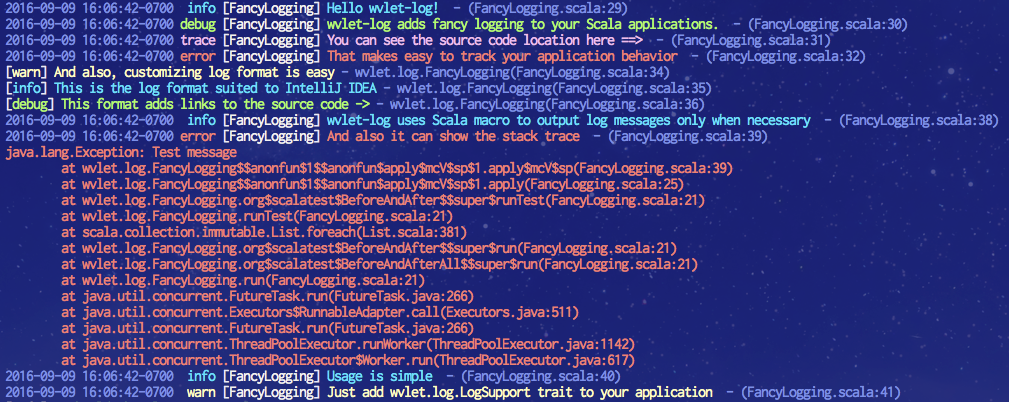 2016-09-09 16:06:42-0700  info [FancyLogging] Hello wvlet-log!  - (FancyLogging.scala:29)
2016-09-09 16:06:42-0700 debug [FancyLogging] wvlet-log adds fancy logging to your Scala applications.  - (FancyLogging.scala:30)
2016-09-09 16:06:42-0700 trace [FancyLogging] You can see the source code location here ==>  - (FancyLogging.scala:31)
2016-09-09 16:06:42-0700 error [FancyLogging] That makes easy to track your application behavior  - (FancyLogging.scala:32)
[warn] And also, customizing log format is easy - wvlet.log.FancyLogging(FancyLogging.scala:34)
[info] This is the log format suited to IntelliJ IDEA - wvlet.log.FancyLogging(FancyLogging.scala:35)
[debug] This format adds links to the source code -> - wvlet.log.FancyLogging(FancyLogging.scala:36)
2016-09-09 16:06:42-0700  info [FancyLogging] wvlet-log uses Scala macro to output log messages only when necessary  - (FancyLogging.scala:38)
2016-09-09 16:06:42-0700 error [FancyLogging] And also it can show the stack trace  - (FancyLogging.scala:39)
java.lang.Exception: Test message
	at wvlet.log.FancyLogging$$anonfun$1$$anonfun$apply$mcV$sp$1.apply$mcV$sp(FancyLogging.scala:39)
	at wvlet.log.FancyLogging$$anonfun$1$$anonfun$apply$mcV$sp$1.apply(FancyLogging.scala:25)
	at wvlet.log.FancyLogging.org$scalatest$BeforeAndAfter$$super$runTest(FancyLogging.scala:21)
	at wvlet.log.FancyLogging.runTest(FancyLogging.scala:21)
	at scala.collection.immutable.List.foreach(List.scala:381)
	at wvlet.log.FancyLogging.org$scalatest$BeforeAndAfter$$super$run(FancyLogging.scala:21)
	at wvlet.log.FancyLogging.org$scalatest$BeforeAndAfterAll$$super$run(FancyLogging.scala:21)
	at wvlet.log.FancyLogging.run(FancyLogging.scala:21)
	at java.util.concurrent.FutureTask.run(FutureTask.java:266)
	at java.util.concurrent.Executors$RunnableAdapter.call(Executors.java:511)
	at java.util.concurrent.FutureTask.run(FutureTask.java:266)
	at java.util.concurrent.ThreadPoolExecutor.runWorker(ThreadPoolExecutor.java:1142)
	at java.util.concurrent.ThreadPoolExecutor$Worker.run(ThreadPoolExecutor.java:617)
2016-09-09 16:06:42-0700  info [FancyLogging] Usage is simple  - (FancyLogging.scala:40)
2016-09-09 16:06:42-0700  warn [FancyLogging] Just add wvlet.log.LogSupport trait to your application  - (FancyLogging.scala:41)